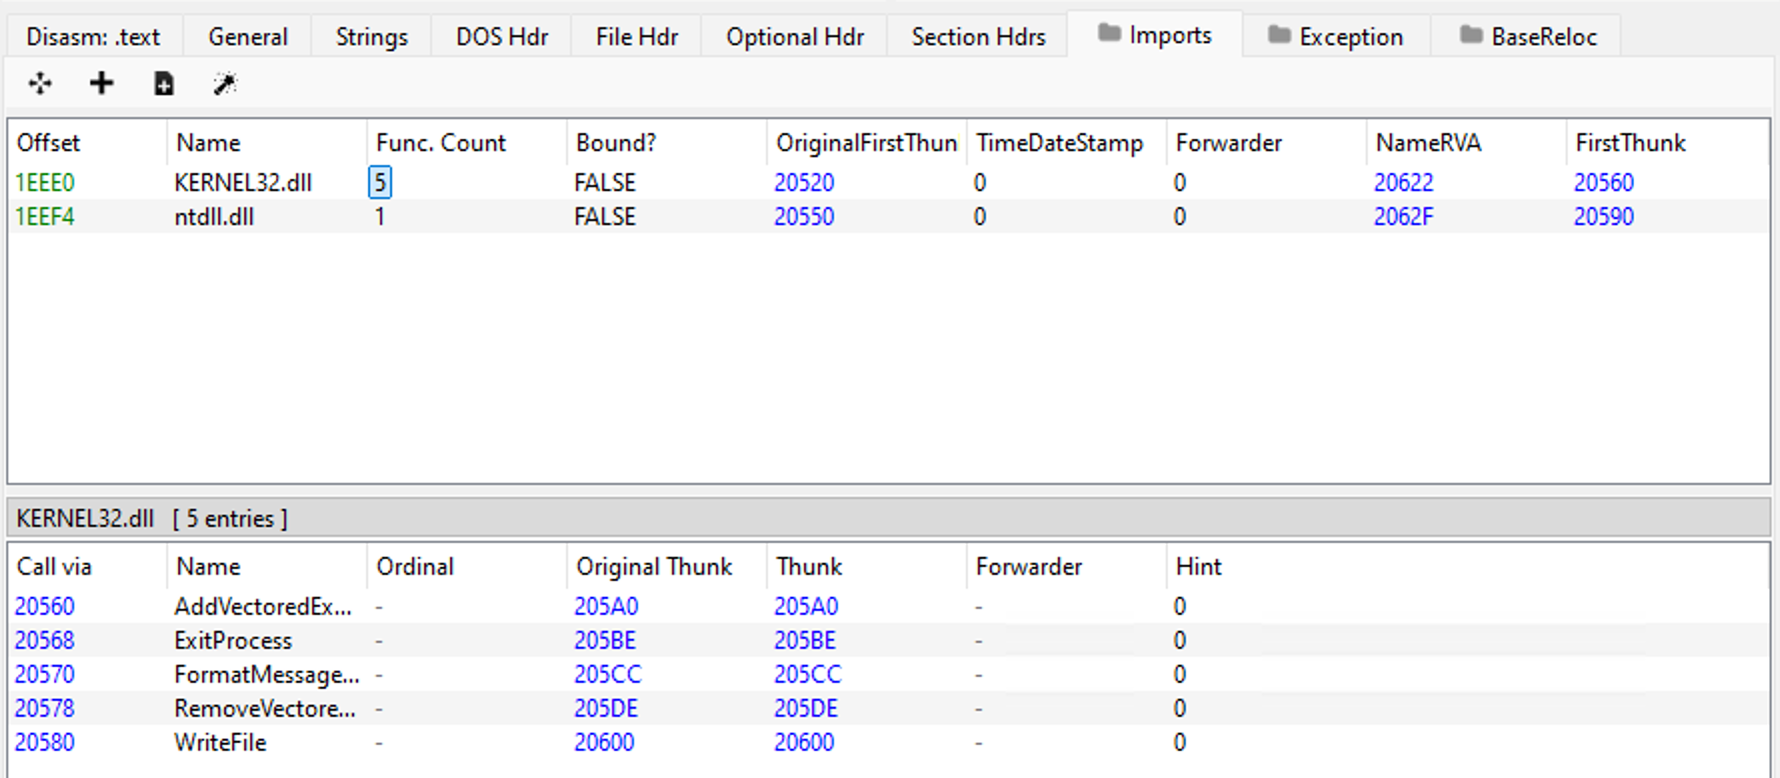 Disasm: .text General Strings DOS Hdr File Hdr Optional Hdr Section Hdrs Imports Exception BaseReloc
Offset Name Func. Count Bound? OriginalFirstThun TimeDateStamp Forwarder NameRVA FirstThunk
1EEE0 KERNEL32.dll 5 FALSE 20520 0 0 20622 20560
1EEF4 ntdll.dll 1 FALSE 20550 0 0 2062F 20590
KERNEL32.dll [ 5 entries ]
Call via Name Ordinal Original Thunk Thunk Forwarder Hint
20560 AddVectoredEx... - 205A0 205A0 - 0
20568 ExitProcess - 205BE 205BE - 0
20570 FormatMessage... - 205CC 205CC - 0
20578 RemoveVectore... - 205DE 205DE - 0
20580 WriteFile - 20600 20600 - 0